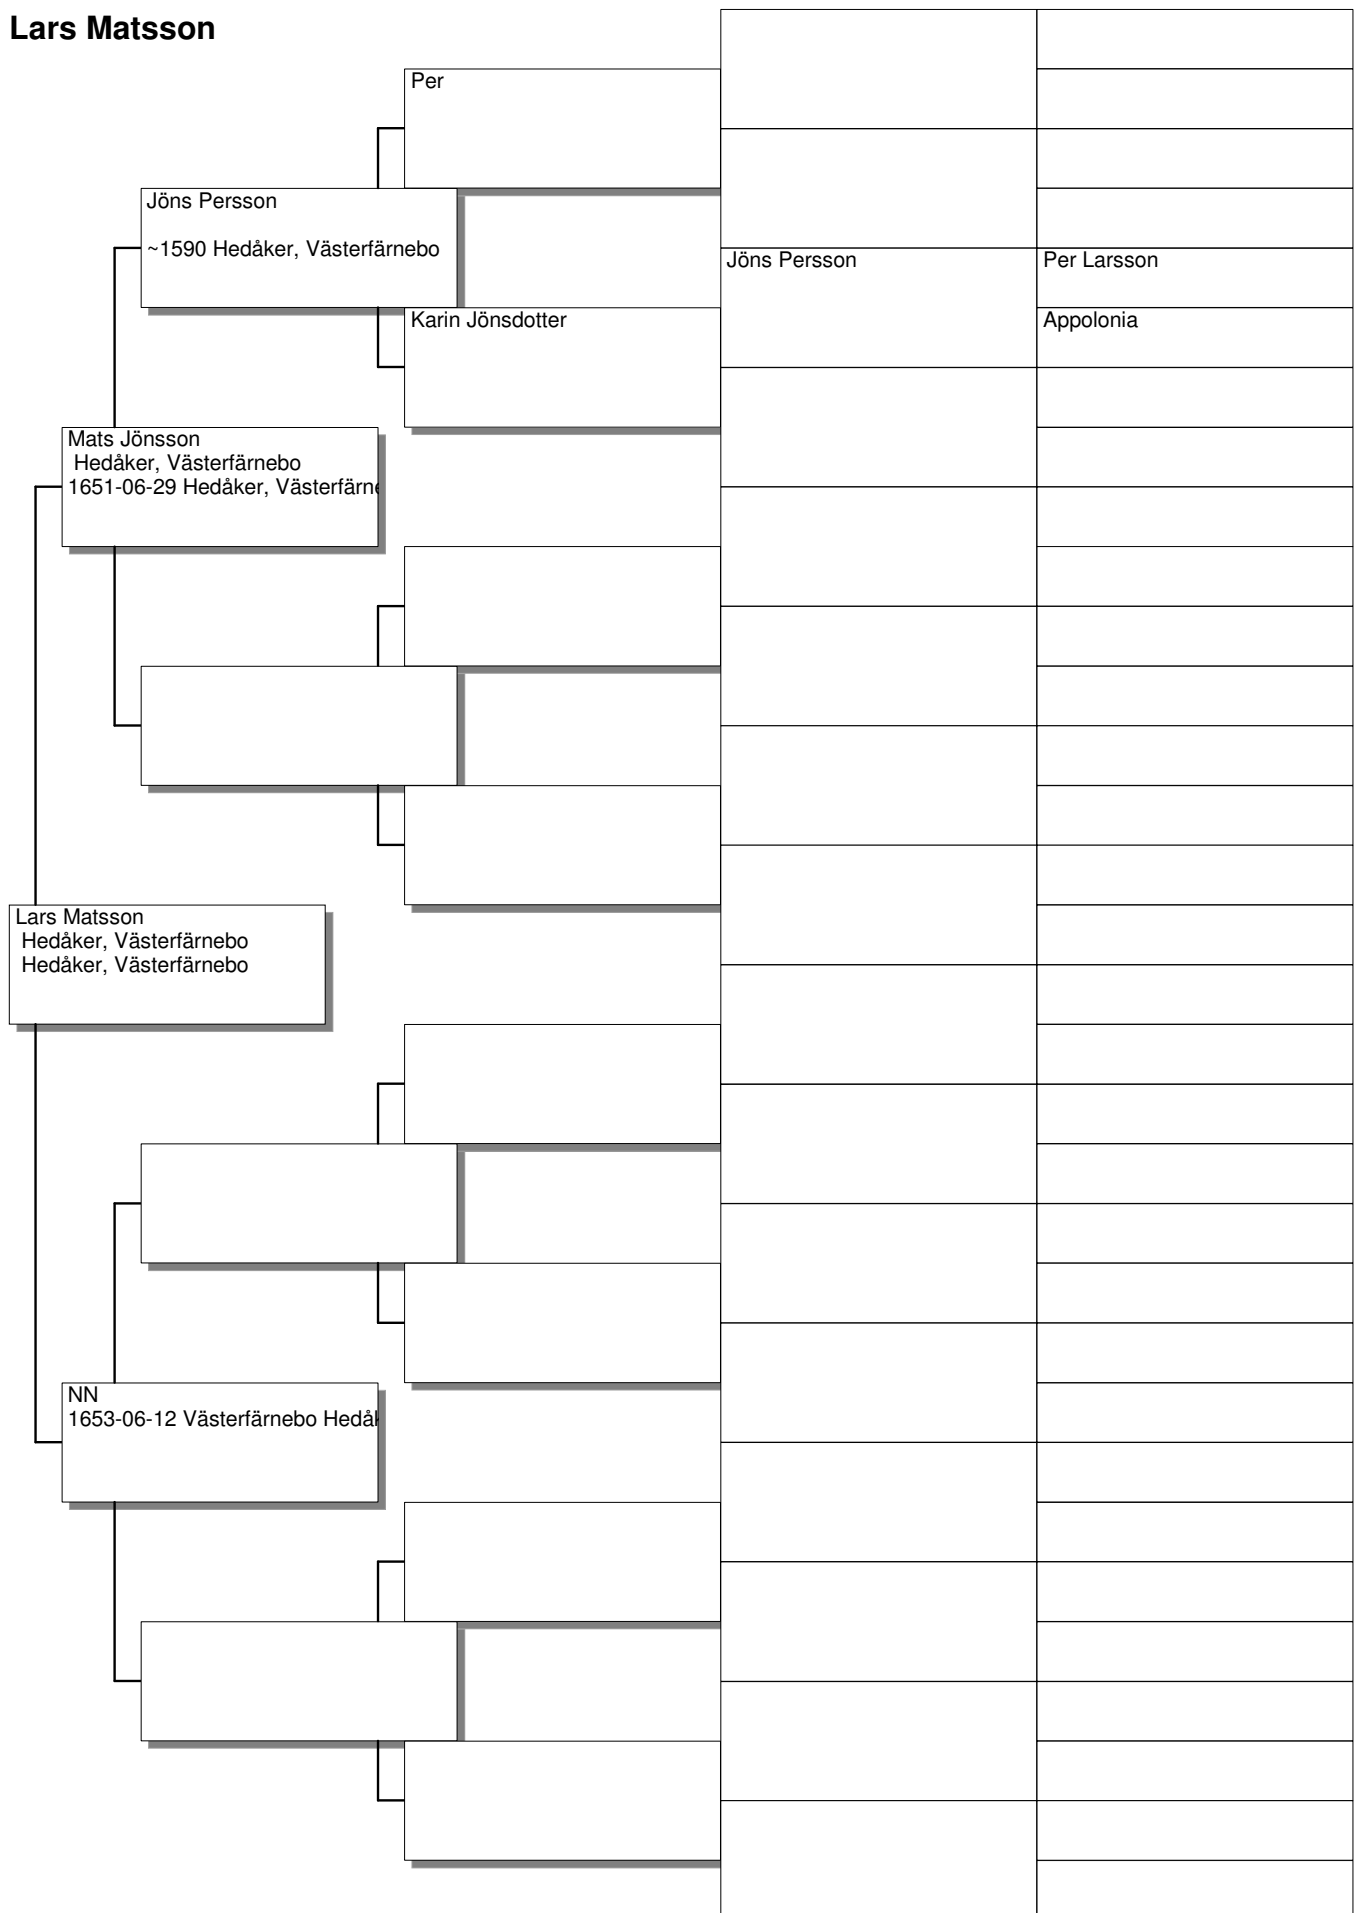 Lars Matsson
Per
Jöns Persson
~1590 Hedåker, Västerfärnebo
Jöns Persson
Per Larsson
Karin Jönsdotter
Appolonia
Mats Jönsson
Hedåker, Västerfärnebo
1651-06-29 Hedåker, Västerfärne
Lars Matsson
Hedåker, Västerfärnebo
Hedåker, Västerfärnebo
NN
1653-06-12 Västerfärnebo Hedåk